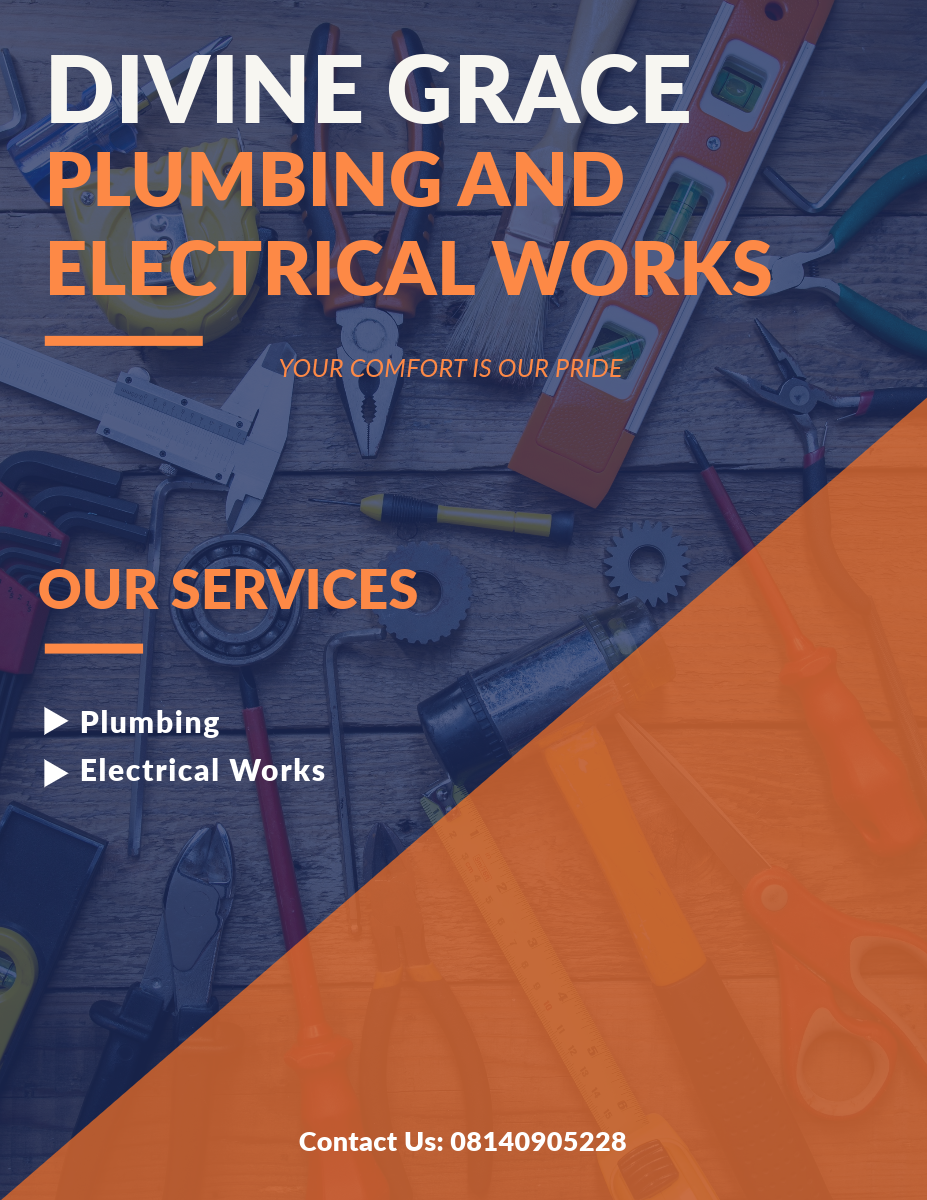 DIVINE GRACE
PLUMBING AND
ELECTRICAL WORKS
YOUR COMFORT IS OUR PRIDE
OUR SERVICES
Plumbing
Electrical Works
Contact Us: 08140905228